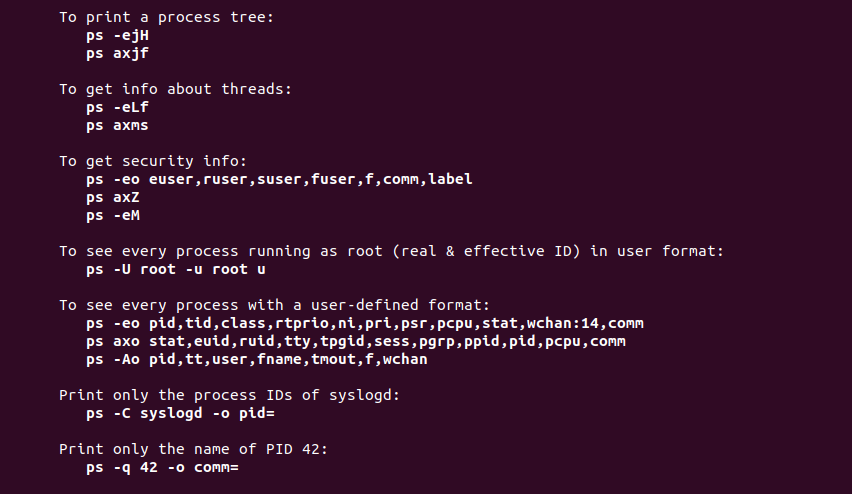 To print a process tree:
ps -ejH
ps axjf
To get info about threads:
ps -eLf
ps axms
To get security info:
ps -eo euser,ruser,suser,fuser,f,comm,label
ps axZ
ps -eM
To see every process running as root (real & effective ID) in user format:
ps -U root -u root u
To see every process with a user-defined format:
ps -eo pid,tid,class,rtprio,ni,pri,psr,pcpu,stat,wchan:14,comm
ps axo stat,euid,ruid,tty,tpgid,sess,pgrp,ppid,pid,pcpu,comm
ps -Ao pid,tt,user,fname,tmout,f,wchan
Print only the process IDs of syslogd:
ps -C syslogd -o pid=
Print only the name of PID 42:
ps -q 42 -o comm=